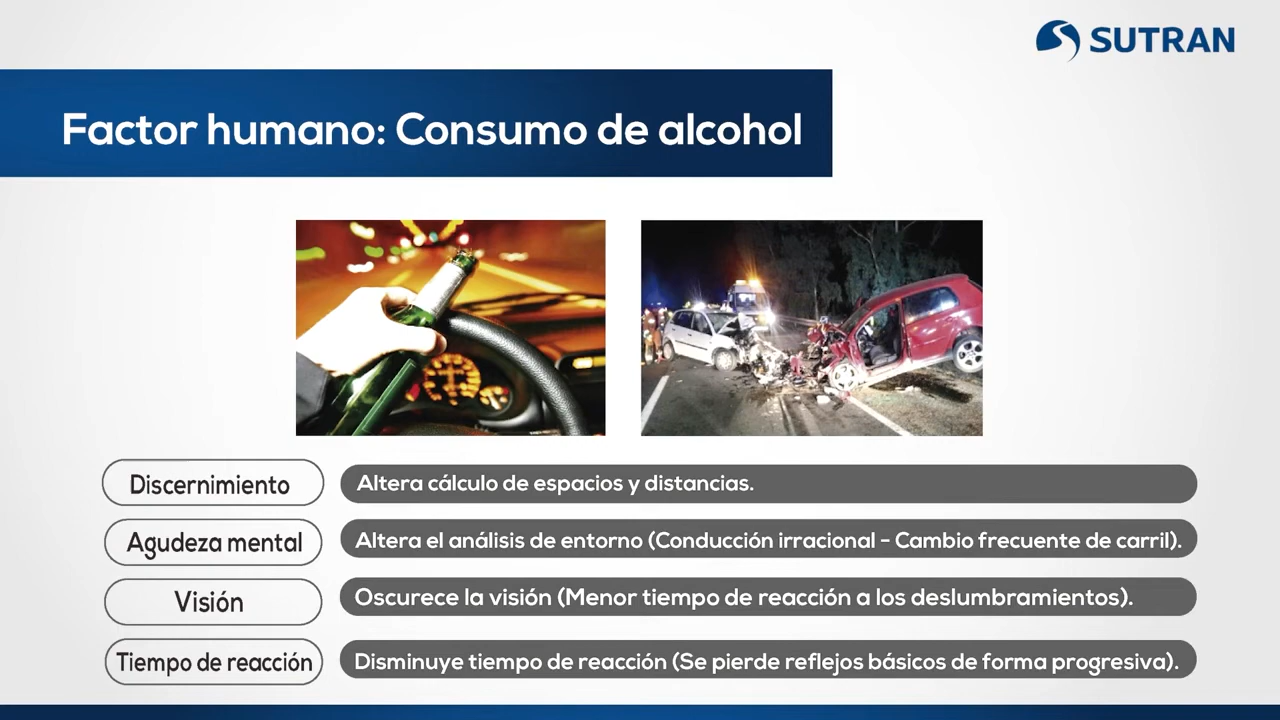 SUTRAN
Factor humano: Consumo de alcohol
Discernimiento
Altera cálculo de espacios y distancias.
Agudeza mental
Altera el análisis de entorno (Conducción irracional - Cambio frecuente de carril).
Visión
Oscurece la visión (Menor tiempo de reacción a los deslumbramientos).
Tiempo de reacción
Disminuye tiempo de reacción (Se pierde reflejos básicos de forma progresiva).